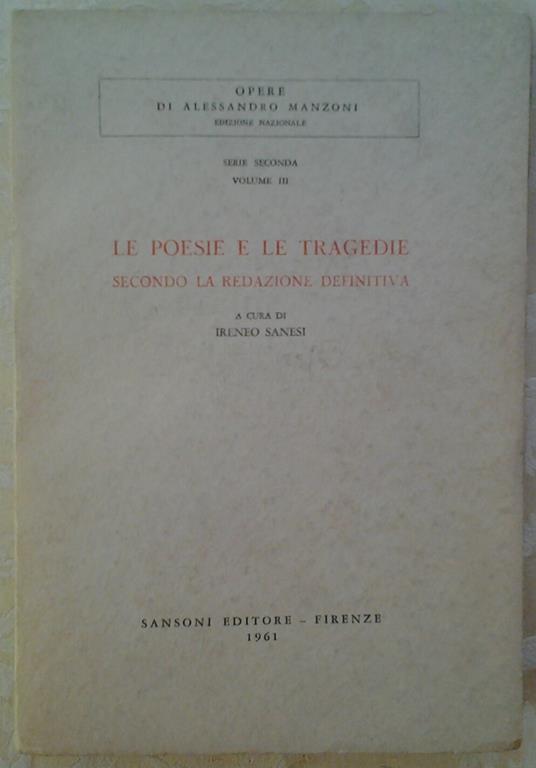 OPERE
DI ALESSANDRO MANZONI
EDIZIONE NAZIONALE
SERIE SECONDA
VOLUME III
LE POESIE E LE TRAGEDIE
SECONDO LA REDAZIONE DEFINITIVA
A CURA DI
IRENEO SANESI
SANSONI EDITORE – FIRENZE
1961